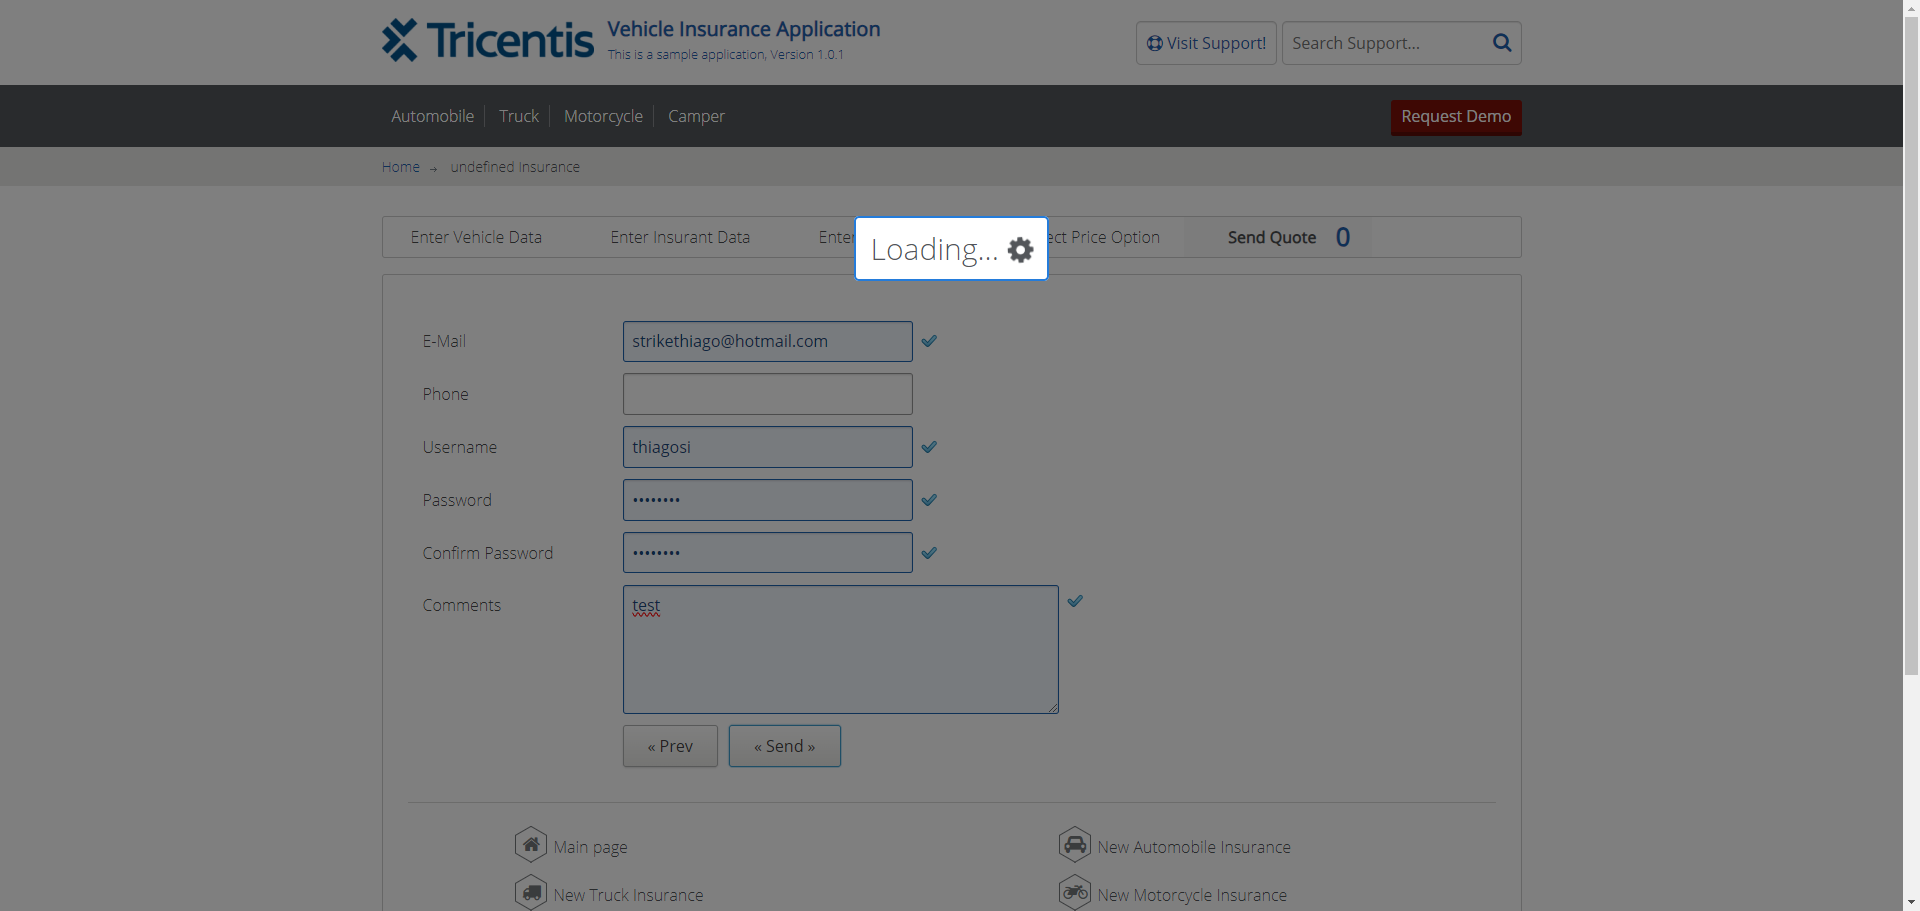 Tricentis
Vehicle Insurance Application
This is a sample application, Version 1.0.1
Visit Support!
Search Support...
Automobile
Truck
Motorcycle
Camper
Request Demo
Home → undefined Insurance
Enter Vehicle Data
Enter Insurant Data
Enter
ect Price Option
Send Quote 0
Loading...
E-Mail
strikethiago@hotmail.com
Phone
Username
thiagosi
Password
••••••••
Confirm Password
••••••••
Comments
test
« Prev
« Send »
Main page
New Automobile Insurance
New Truck Insurance
New Motorcycle Insurance